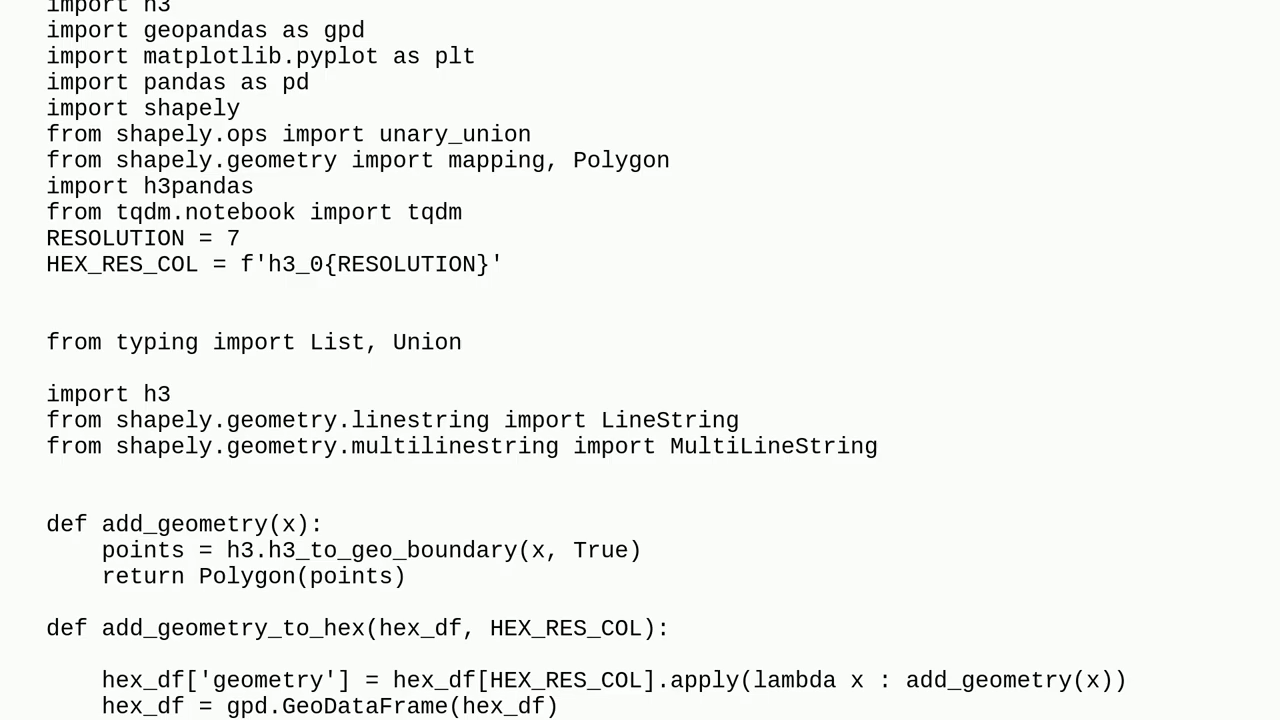 import h3
import geopandas as gpd
import matplotlib.pyplot as plt
import pandas as pd
import shapely
from shapely.ops import unary_union
from shapely.geometry import mapping, Polygon
import h3pandas
from tqdm.notebook import tqdm
RESOLUTION = 7
HEX_RES_COL = f'h3_0{RESOLUTION}'
from typing import List, Union
import h3
from shapely.geometry.linestring import LineString
from shapely.geometry.multilinestring import MultiLineString
def add_geometry(x):
    points = h3.h3_to_geo_boundary(x, True)
    return Polygon(points)
def add_geometry_to_hex(hex_df, HEX_RES_COL):
    hex_df['geometry'] = hex_df[HEX_RES_COL].apply(lambda x : add_geometry(x))
    hex_df = gpd.GeoDataFrame(hex_df)